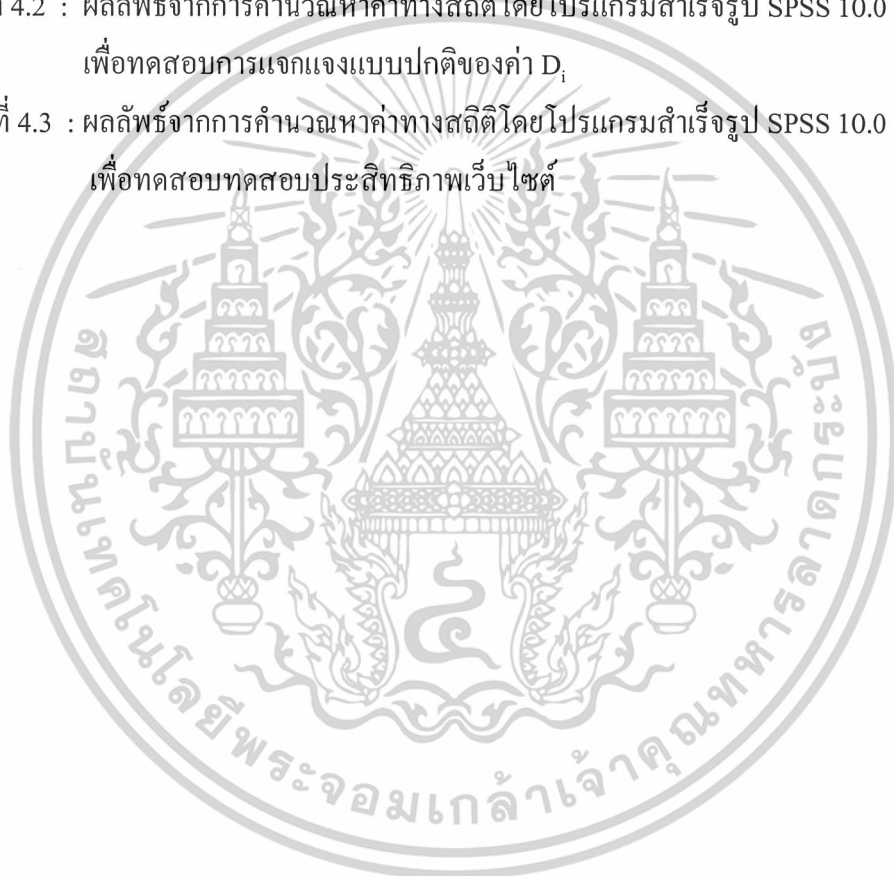 4.2 : ผลลัพธ์จากการคำนวณหาค่าทางสถิติโดยโปรแกรมสำเร็จรูป SPSS 10.0
เพื่อทดสอบการแจกแจงแบบปกติของค่า D_i
ที่ 4.3 : ผลลัพธ์จากการคำนวณหาค่าทางสถิติโดยโปรแกรมสำเร็จรูป SPSS 10.0
เพื่อทดสอบทดสอบประสิทธิภาพเว็บไซต์
สถาบันเทคโนโลยีพระจอมเกล้าเจ้าคุณทหารลาดกระบัง
๔